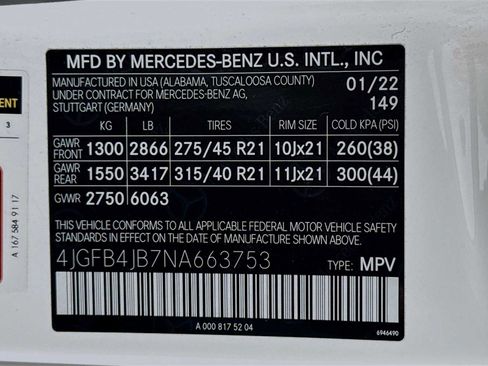 MFD BY MERCEDES-BENZ U.S. INTL., INC
MANUFACTURED IN USA (ALABAMA, TUSCALOOSA COUNTY) 01/22
UNDER CONTRACT FOR MERCEDES-BENZ AG, 149
STUTTGART (GERMANY)
KG LB TIRES RIM SIZE COLD KPA (PSI)
GAWR FRONT 1300 2866 275/45 R21 10Jx21 260(38)
GAWR REAR 1550 3417 315/40 R21 11Jx21 300(44)
GVWR 2750 6063
THIS VEHICLE CONFORMS TO ALL APPLICABLE FEDERAL MOTOR VEHICLE SAFETY
STANDARDS IN EFFECT ON THE DATE OF MANUFACTURE SHOWN ABOVE.
4JGFB4JB7NA663753 TYPE: MPV
A 000 817 52 04
6946490
3
A 167 584 91 17